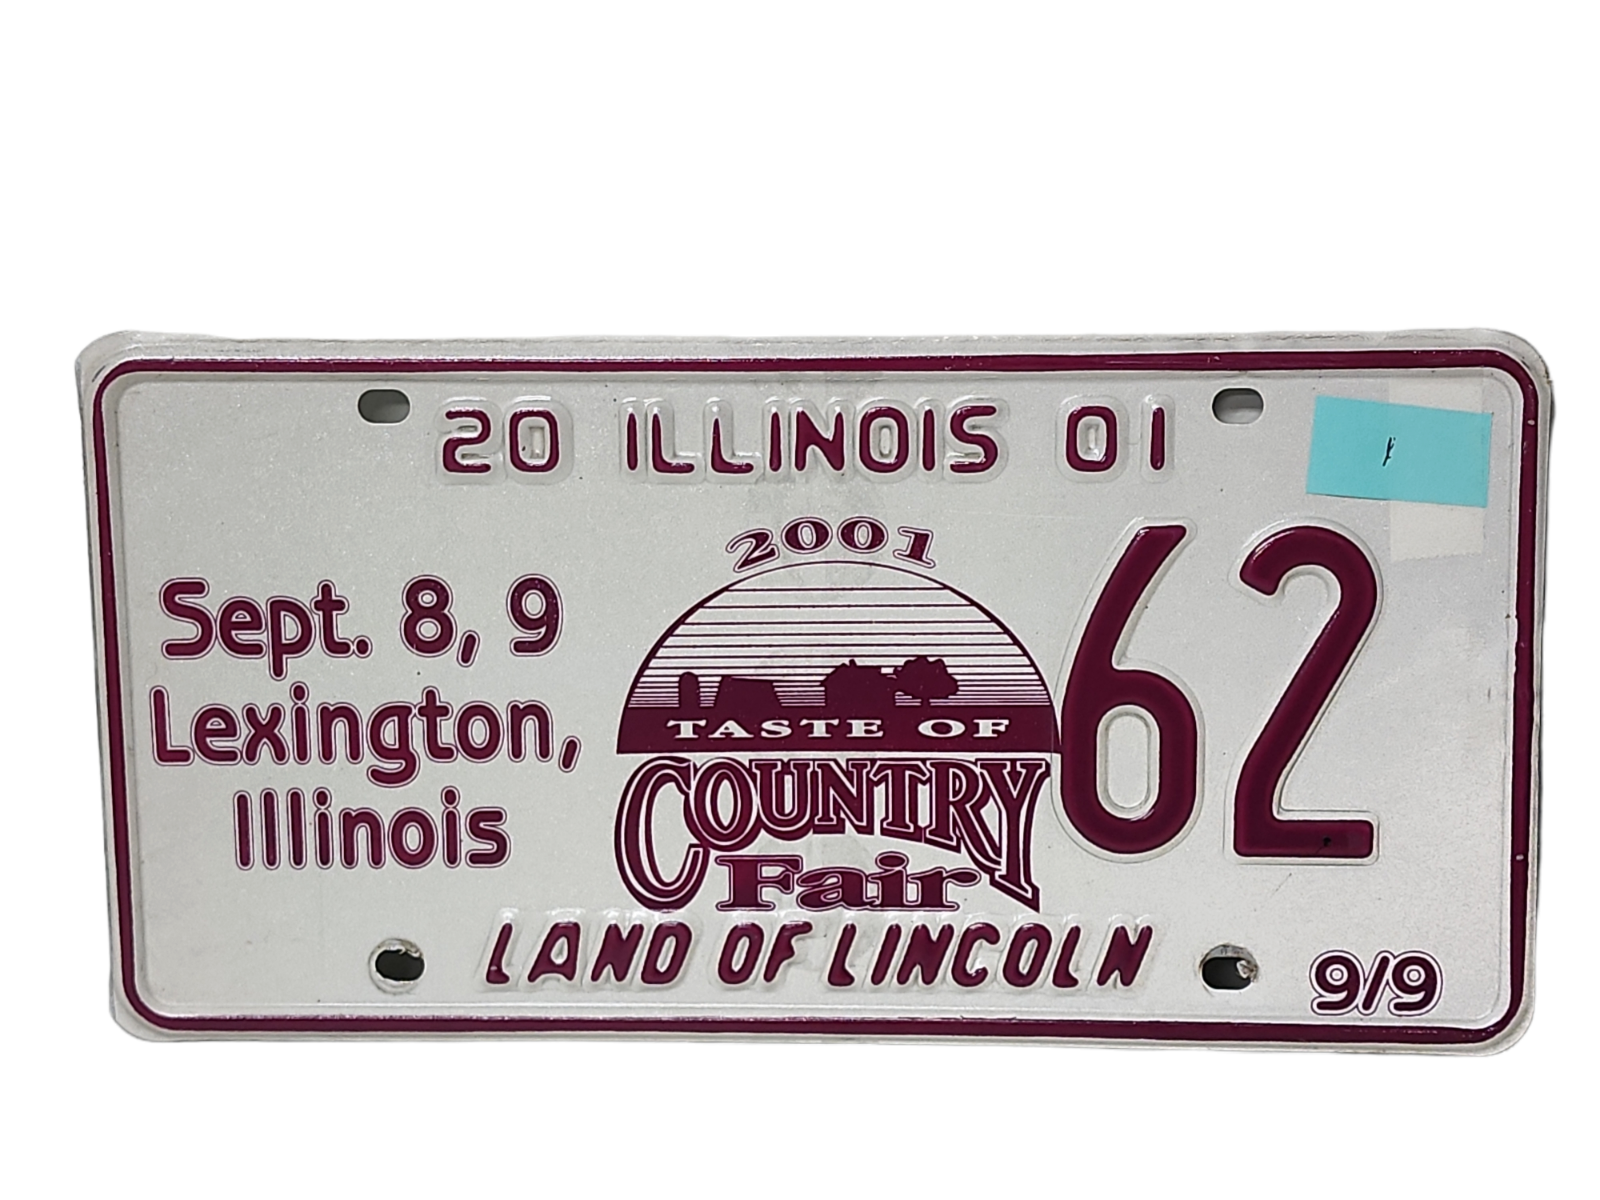 20 ILLINOIS 01
2001
Sept. 8, 9
Lexington,
Illinois
TASTE OF
COUNTRY
Fair
62
LAND OF LINCOLN
9/9